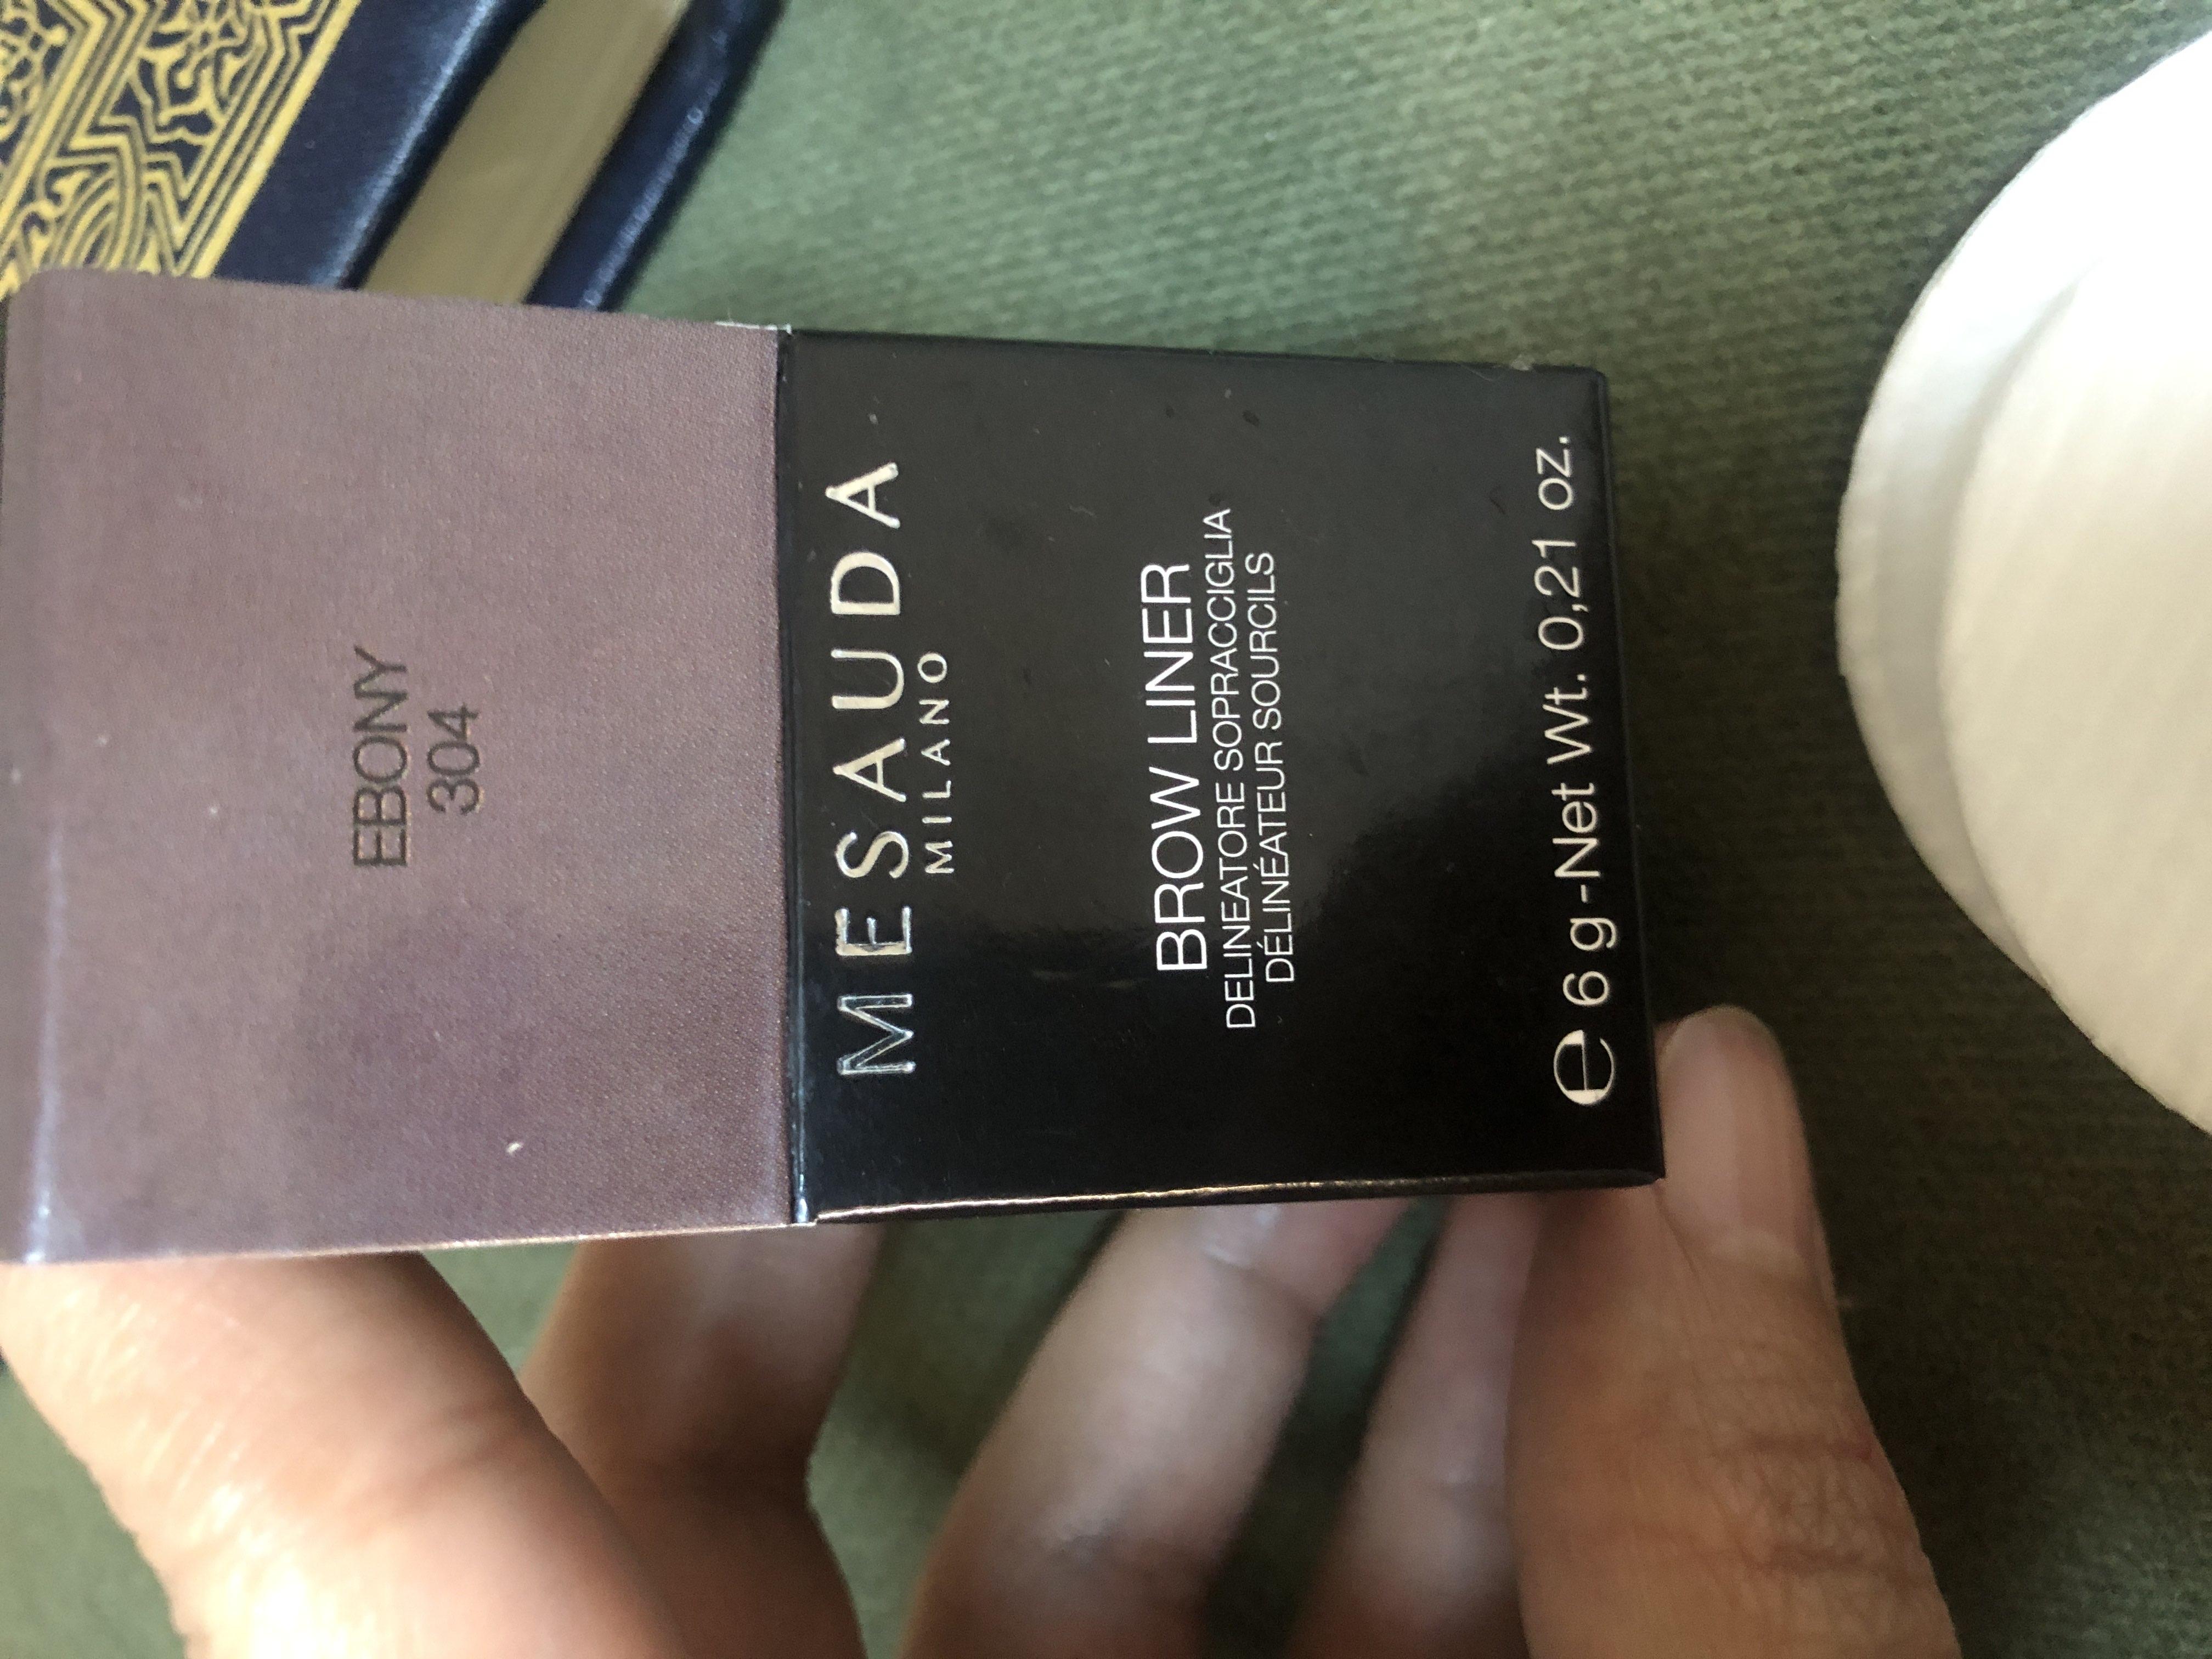 EBONY
304
MESAUDA
MILANO
BROW LINER
DELINEATORE SOPRACCIGLIA
DÉLINÉATEUR SOURCILS
℮ 6 g -Net Wt. 0,21 oz.